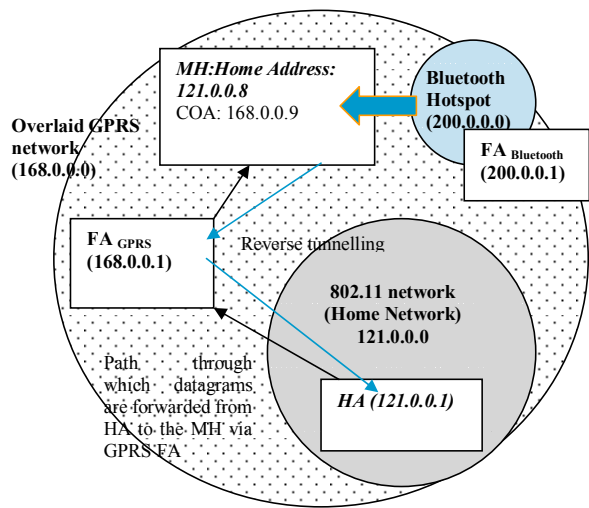 MH:Home Address:
121.0.0.8
COA: 168.0.0.9
Bluetooth
Hotspot
(200.0.0.0)
Overlaid GPRS
network
(168.0.0.0)
FA Bluetooth
(200.0.0.1)
FA GPRS
(168.0.0.1)
Reverse tunnelling
802.11 network
(Home Network)
121.0.0.0
Path through
which datagrams
are forwarded from
HA to the MH via
GPRS FA
HA (121.0.0.1)